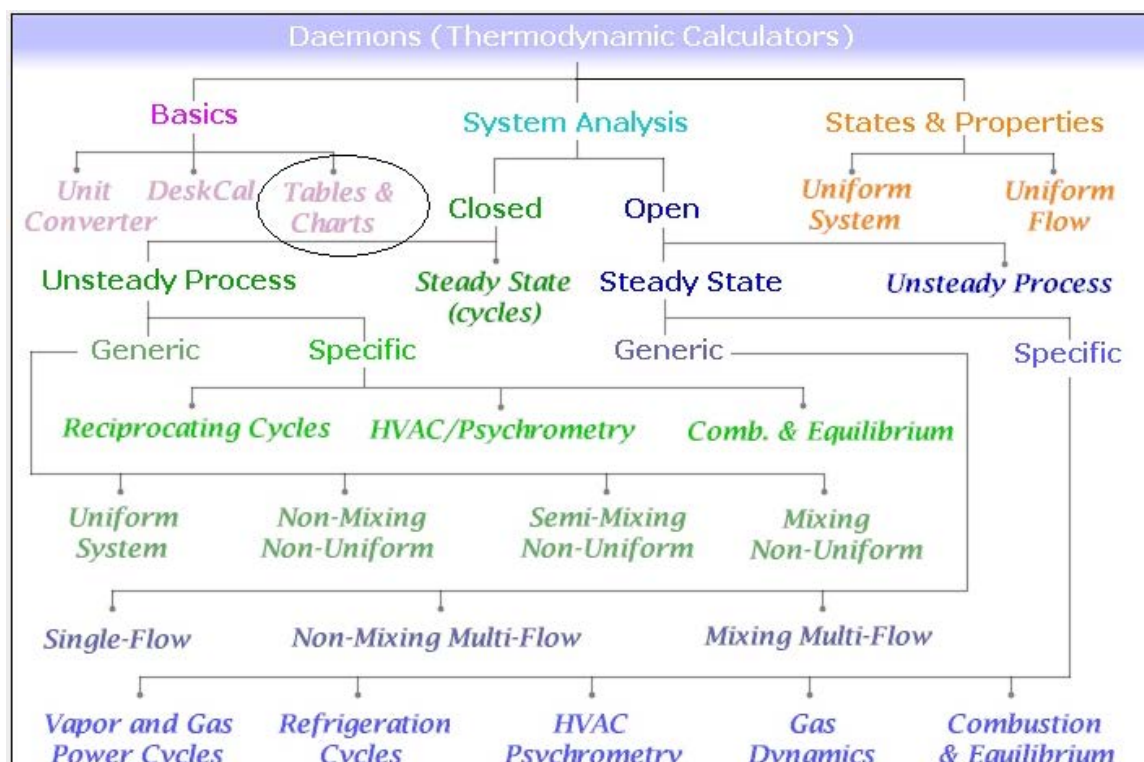 Daemons (Thermodynamic Calculators)
Basics
System Analysis
States & Properties
Unit
Converter
DeskCal
Tables &
Charts
Closed
Open
Uniform
System
Uniform
Flow
Unsteady Process
Steady State
(cycles)
Steady State
Unsteady Process
Generic
Specific
Generic
Specific
Reciprocating Cycles
HVAC/Psychrometry
Comb. & Equilibrium
Uniform
System
Non-Mixing
Non-Uniform
Semi-Mixing
Non-Uniform
Mixing
Non-Uniform
Single-Flow
Non-Mixing Multi-Flow
Mixing Multi-Flow
Vapor and Gas
Power Cycles
Refrigeration
Cycles
HVAC
Psychrometry
Gas
Dynamics
Combustion
& Equilibrium